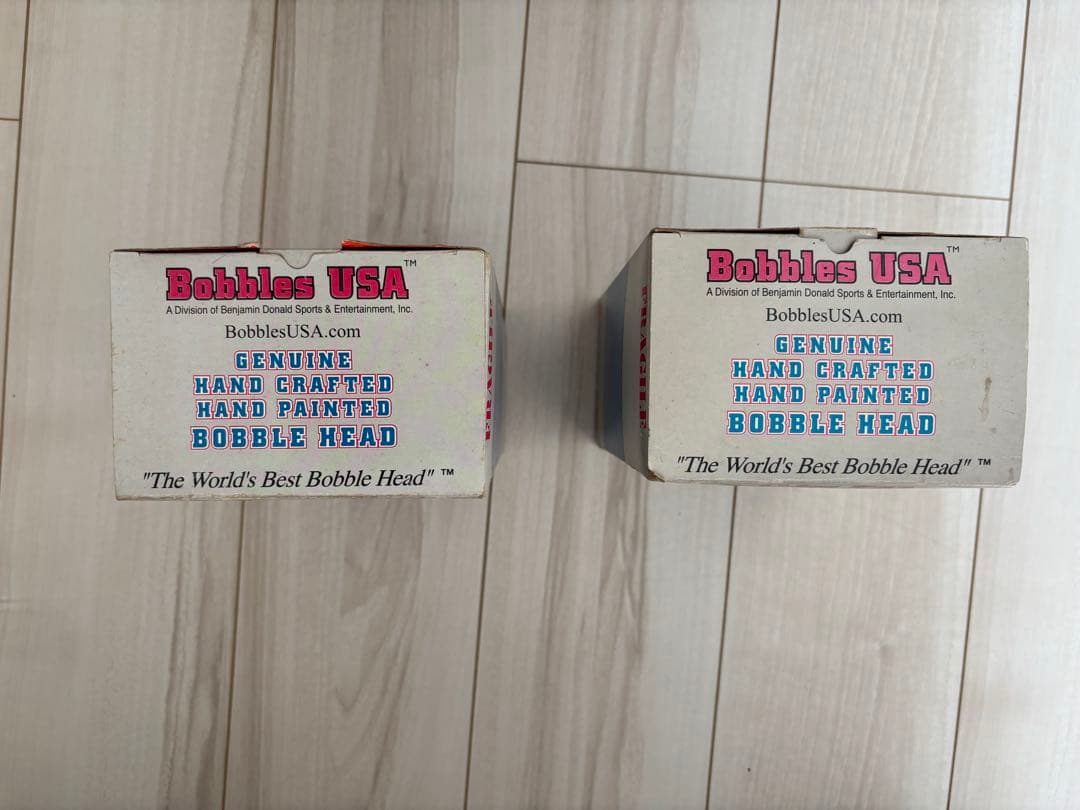 Bobbles USA™
A Division of Benjamin Donald Sports & Entertainment, Inc.
BobblesUSA.com
GENUINE
HAND CRAFTED
HAND PAINTED
BOBBLE HEAD
"The World's Best Bobble Head" ™
Bobbles USA™
A Division of Benjamin Donald Sports & Entertainment, Inc.
BobblesUSA.com
GENUINE
HAND CRAFTED
HAND PAINTED
BOBBLE HEAD
"The World's Best Bobble Head" ™